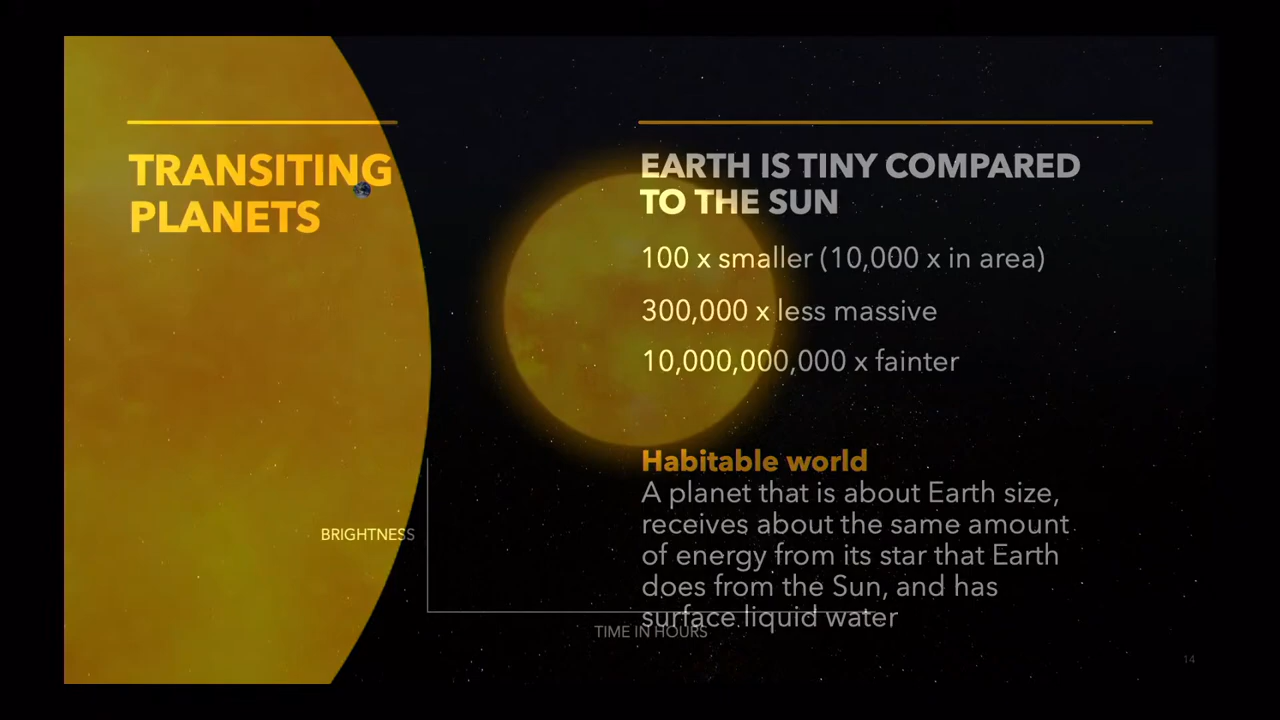 TRANSITING
PLANETS
EARTH IS TINY COMPARED
TO THE SUN
100 x smaller (10,000 x in area)
300,000 x less massive
10,000,000,000 x fainter
Habitable world
A planet that is about Earth size,
receives about the same amount
of energy from its star that Earth
does from the Sun, and has
surface liquid water
BRIGHTNESS
TIME IN HOURS
14